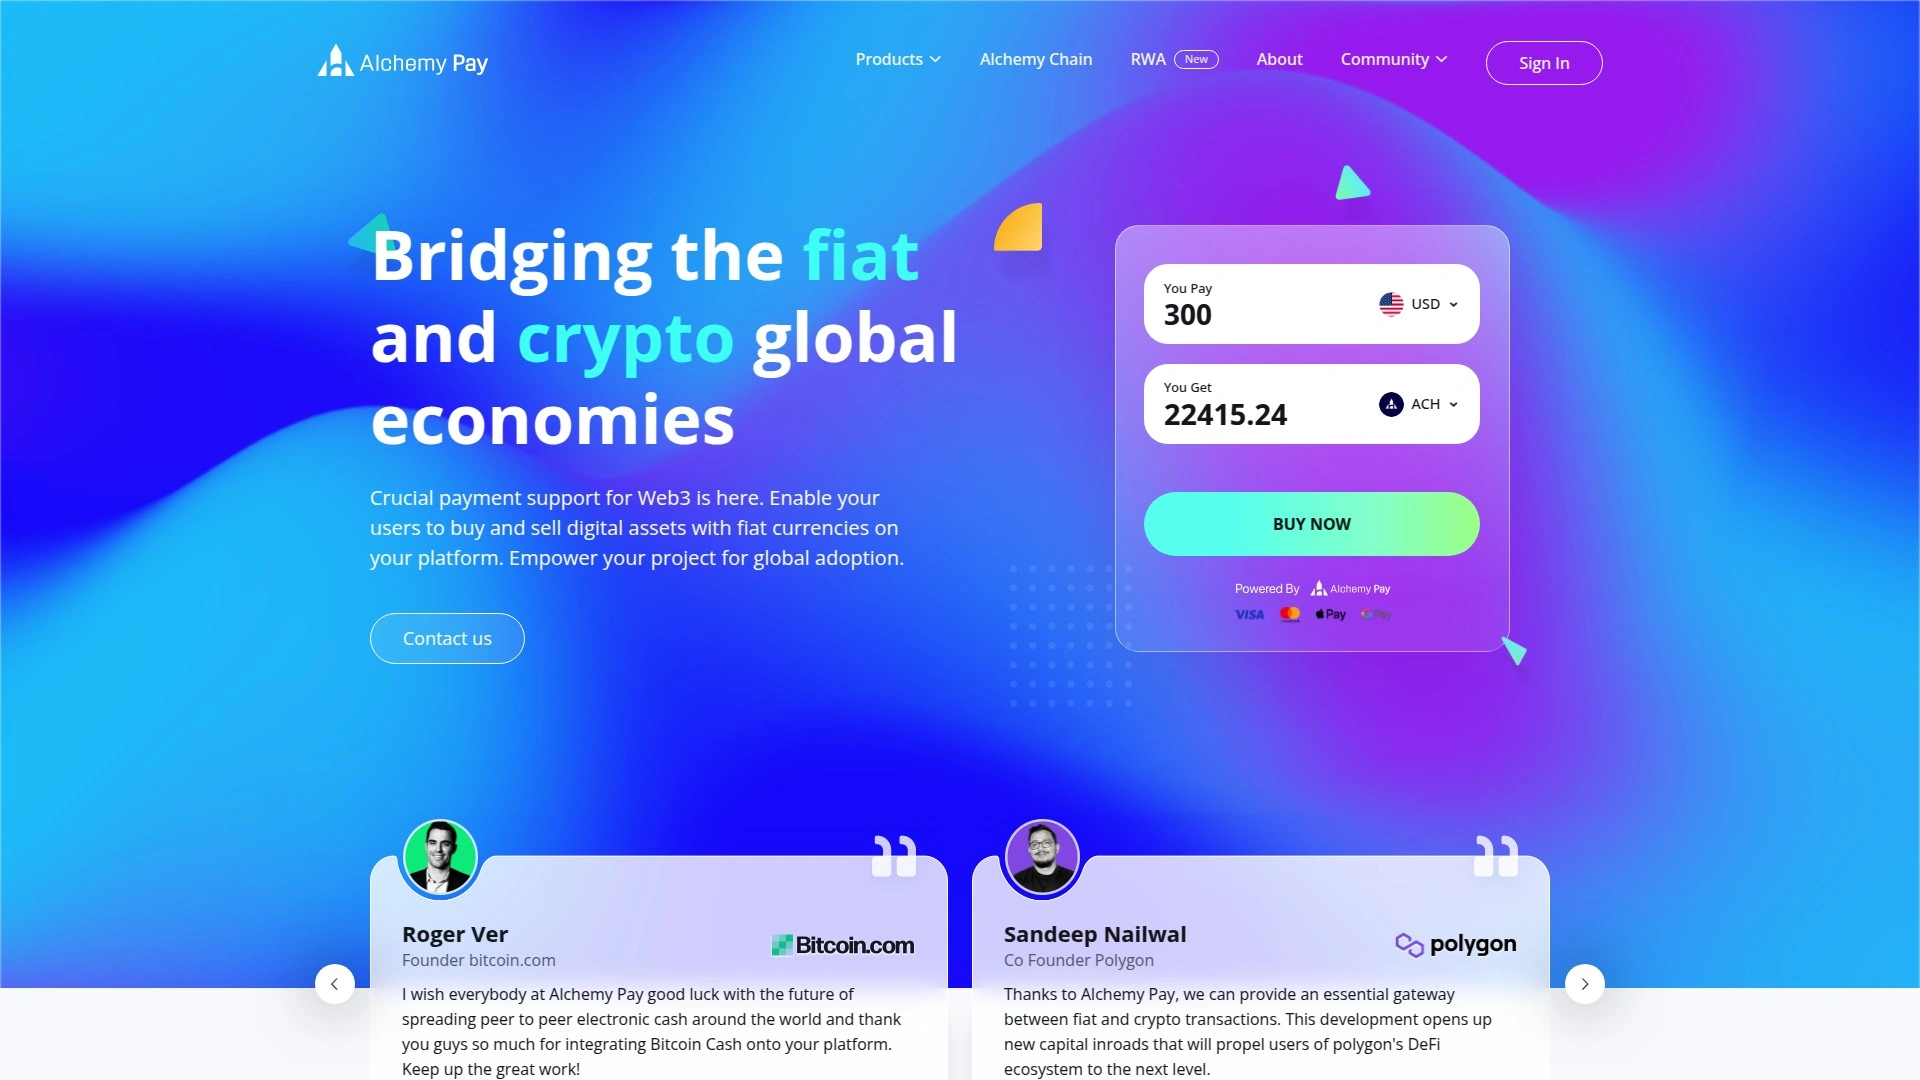 Alchemy Pay
Products
Alchemy Chain
RWA New
About
Community
Sign In
Bridging the fiat
and crypto global
economies
Crucial payment support for Web3 is here. Enable your
users to buy and sell digital assets with fiat currencies on
your platform. Empower your project for global adoption.
Contact us
You Pay
300
USD
You Get
22415.24
ACH
BUY NOW
Powered By Alchemy Pay
VISA Pay G Pay
Roger Ver
Founder bitcoin.com
Bitcoin.com
I wish everybody at Alchemy Pay good luck with the future of
spreading peer to peer electronic cash around the world and thank
you guys so much for integrating Bitcoin Cash onto your platform.
Keep up the great work!
Sandeep Nailwal
Co Founder Polygon
polygon
Thanks to Alchemy Pay, we can provide an essential gateway
between fiat and crypto transactions. This development opens up
new capital inroads that will propel users of polygon's DeFi
ecosystem to the next level.